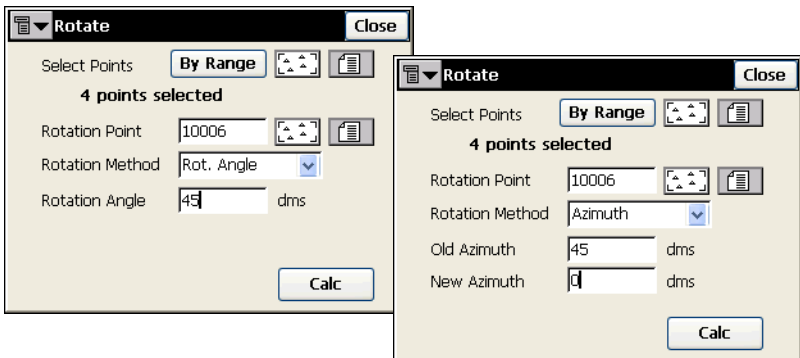 Rotate Close
Select Points By Range
4 points selected
Rotation Point 10006
Rotation Method Rot. Angle
Rotation Angle 45 dms
Calc
Rotate Close
Select Points By Range
4 points selected
Rotation Point 10006
Rotation Method Azimuth
Old Azimuth 45 dms
New Azimuth 0 dms
Calc